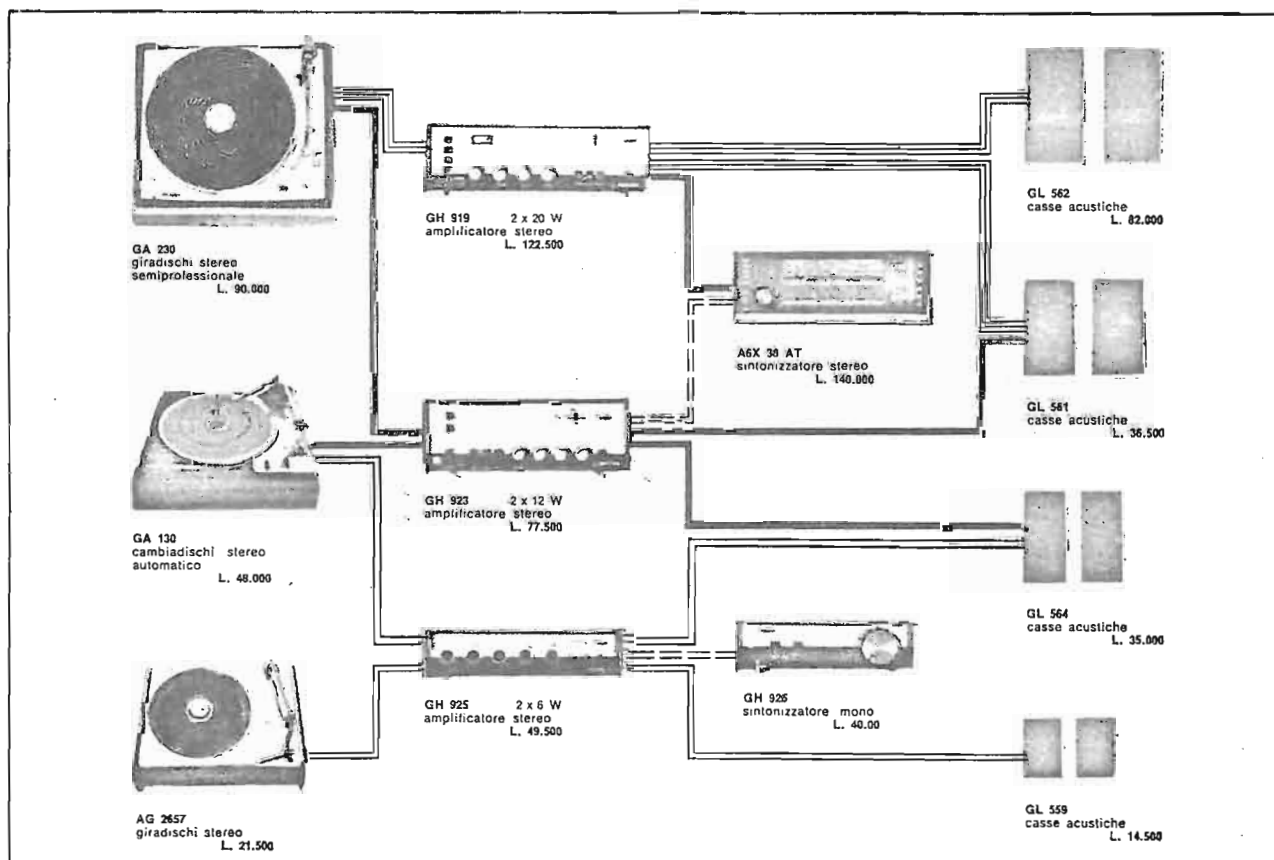 GA 230
giradischi stereo
semiprofessionale
L. 90.000
GH 919 2 x 20 W
amplificatore stereo
L. 122.500
GL 562
casse acustiche
L. 82.000
A6X 38 AT
sintonizzatore stereo
L. 140.000
GL 561
casse acustiche
L. 36.500
GA 130
cambiadischi stereo
automatico
L. 48.000
GH 923 2 x 12 W
amplificatore stereo
L. 77.500
GL 564
casse acustiche
L. 35.000
GH 925 2 x 6 W
amplificatore stereo
L. 49.500
GH 926
sintonizzatore mono
L. 40.00
AG 2657
giradischi stereo
L. 21.500
GL 559
casse acustiche
L. 14.500